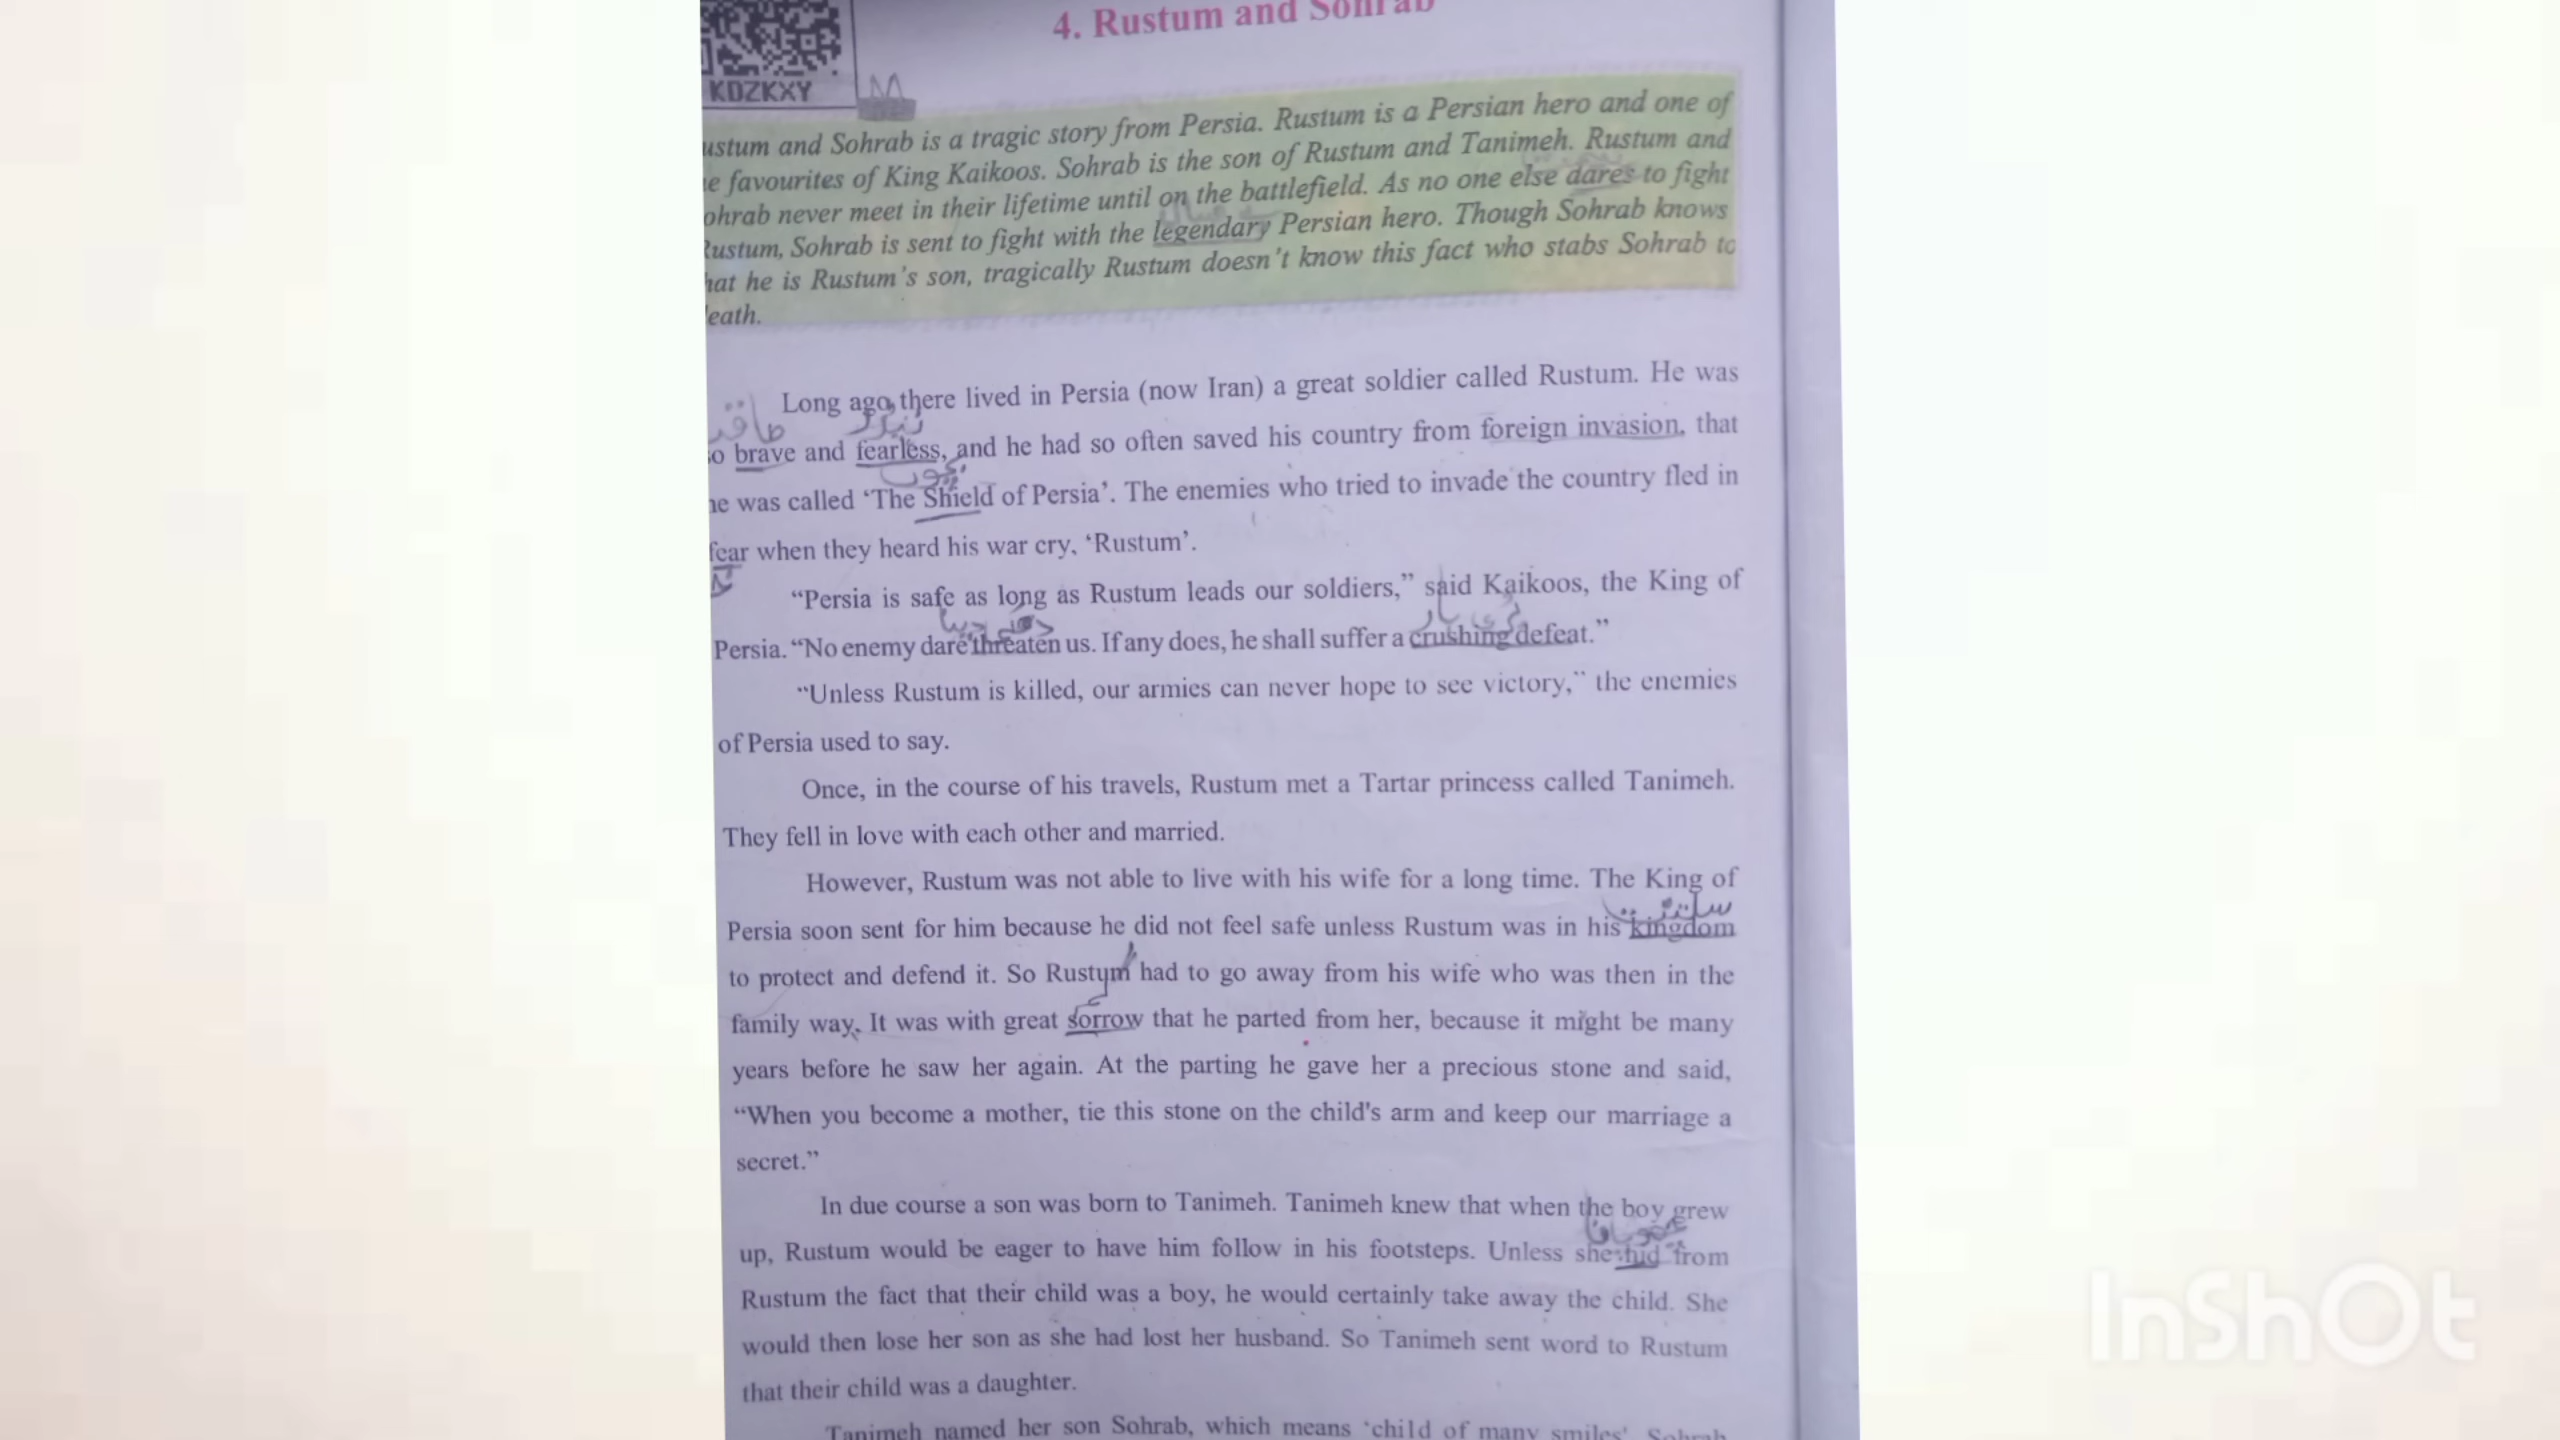 4. Rustum and Sohrab
KDZKXY
ustum and Sohrab is a tragic story from Persia. Rustum is a Persian hero and one of
e favourites of King Kaikoos. Sohrab is the son of Rustum and Tanimeh. Rustum and
ohrab never meet in their lifetime until on the battlefield. As no one else dares to fight
Rustum, Sohrab is sent to fight with the legendary Persian hero. Though Sohrab knows
hat he is Rustum's son, tragically Rustum doesn't know this fact who stabs Sohrab to
eath.
Long ago, there lived in Persia (now Iran) a great soldier called Rustum. He was
so brave and fearless, and he had so often saved his country from foreign invasion, that
he was called ‘The Shield of Persia’. The enemies who tried to invade the country fled in
fear when they heard his war cry, ‘Rustum’.
“Persia is safe as long as Rustum leads our soldiers,” said Kaikoos, the King of
Persia. “No enemy dare threaten us. If any does, he shall suffer a crushing defeat.”
“Unless Rustum is killed, our armies can never hope to see victory,” the enemies
of Persia used to say.
Once, in the course of his travels, Rustum met a Tartar princess called Tanimeh.
They fell in love with each other and married.
However, Rustum was not able to live with his wife for a long time. The King of
Persia soon sent for him because he did not feel safe unless Rustum was in his kingdom
to protect and defend it. So Rustum had to go away from his wife who was then in the
family way. It was with great sorrow that he parted from her, because it might be many
years before he saw her again. At the parting he gave her a precious stone and said,
“When you become a mother, tie this stone on the child's arm and keep our marriage a
secret.”
In due course a son was born to Tanimeh. Tanimeh knew that when the boy grew
up, Rustum would be eager to have him follow in his footsteps. Unless she hid from
Rustum the fact that their child was a boy, he would certainly take away the child. She
would then lose her son as she had lost her husband. So Tanimeh sent word to Rustum
that their child was a daughter.
Tanimeh named her son Sohrab, which means ‘child of many smiles’. Sohrab
InShOt